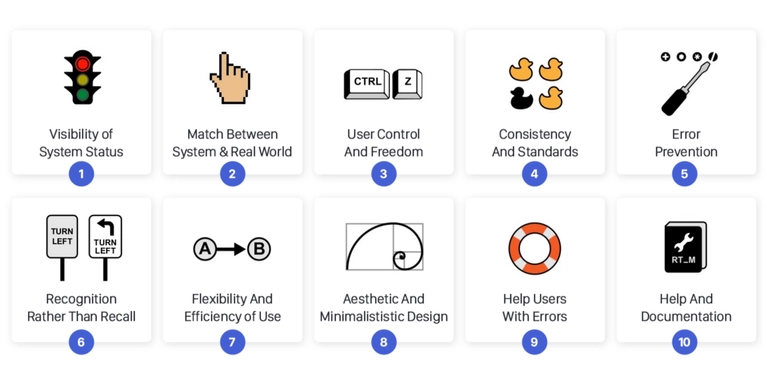 CTRL
Z
Visibility of
System Status
1
Match Between
System & Real World
2
User Control
And Freedom
3
Consistency
And Standards
4
Error
Prevention
5
TURN
LEFT
TURN
LEFT
Recognition
Rather Than Recall
6
A
B
Flexibility And
Efficiency of Use
7
Aesthetic And
Minimalististic Design
8
Help Users
With Errors
9
RT_M
Help And
Documentation
10